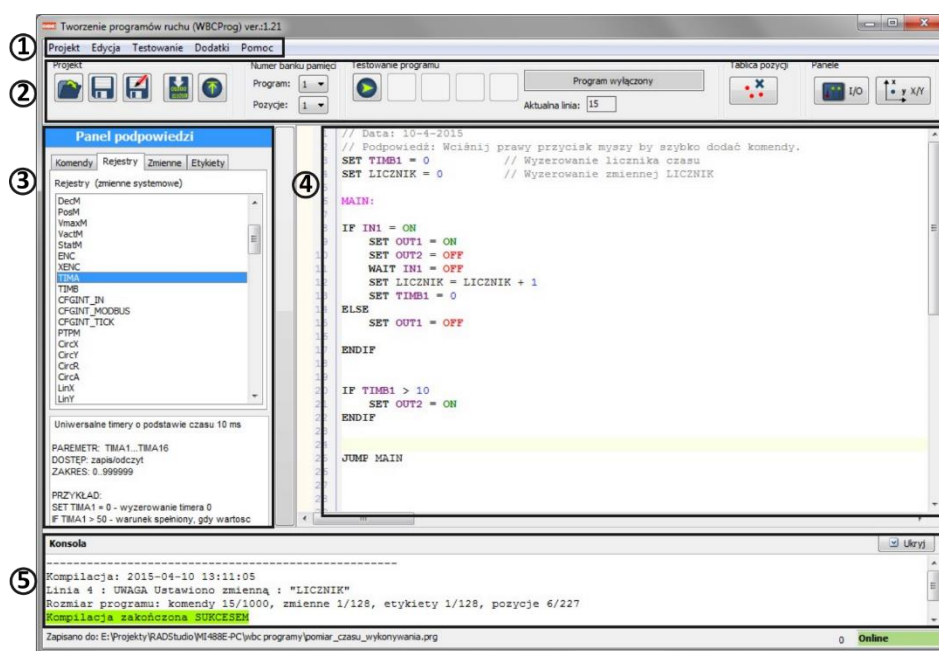 Tworzenie programów ruchu (WBCProg) ver.:1.21
① Projekt Edycja Testowanie Dodatki Pomoc
Projekt Numer banku pamięci Testowanie programu Tablica pozycji Panele
② Program: 1 Program wyłączony I/O X Y X/Y
Pozycje: 1 Aktualna linia: 15
③ Panel podpowiedzi
Komendy Rejestry Zmienne Etykiety
Rejestry (zmienne systemowe)
DecM
PosM
VmaxM
VactM
StatM
ENC
XENC
TIMA
TIMB
CFGINT_IN
CFGINT_MODBUS
CFGINT_TICK
PTPM
CircX
CircY
CircR
CircA
LinX
LinY
Uniwersalne timery o podstawie czasu 10 ms
PAREMETR: TIMA1...TIMA16
DOSTĘP: zapis/odczyt
ZAKRES: 0..999999
PRZYKŁAD:
SET TIMA1 = 0 - wyzerowanie timera 0
IF TIMA1 > 50 - warunek spełniony, gdy wartosc
④
// Data: 10-4-2015
// Podpowiedź: Wciśnij prawy przycisk myszy by szybko dodać komendy.
SET TIMB1 = 0 // Wyzerowanie licznika czasu
SET LICZNIK = 0 // Wyzerowanie zmiennej LICZNIK
MAIN:
IF IN1 = ON
SET OUT1 = ON
SET OUT2 = OFF
WAIT IN1 = OFF
SET LICZNIK = LICZNIK + 1
SET TIMB1 = 0
ELSE
SET OUT1 = OFF
ENDIF
IF TIMB1 > 10
SET OUT2 = ON
ENDIF
JUMP MAIN
Konsola Ukryj
⑤
------------------------------------------------------
Kompilacja: 2015-04-10 13:11:05
Linia 4 : UWAGA Ustawiono zmienną : "LICZNIK"
Rozmiar programu: komendy 15/1000, zmienne 1/128, etykiety 1/128, pozycje 6/227
Kompilacja zakończona SUKCESEM
Zapisano do: E:\Projekty\RADStudio\MI488E-PC\wbc programy\pomiar_czasu_wykonywania.prg 0 Online